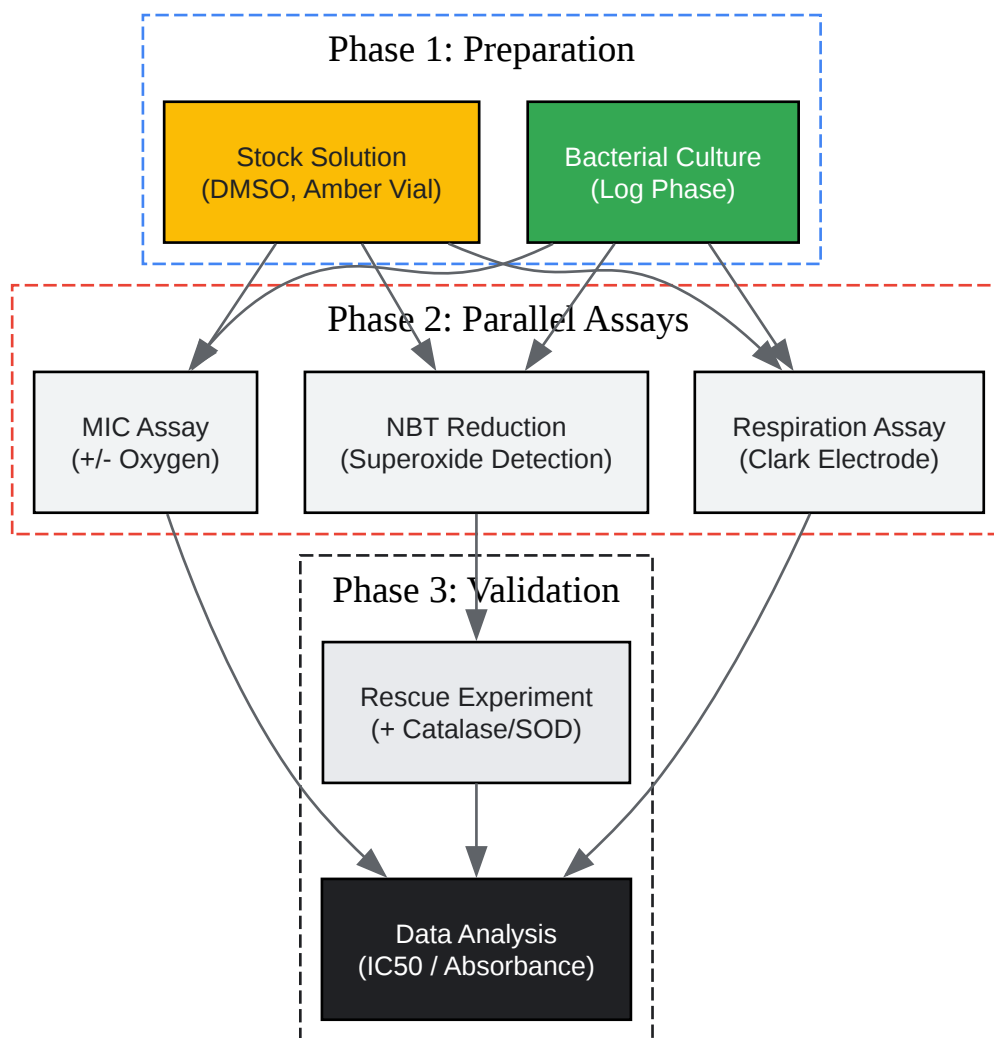 Phase 1: Preparation
Stock Solution
(DMSO, Amber Vial)
Bacterial Culture
(Log Phase)
Phase 2: Parallel Assays
MIC Assay
(+/- Oxygen)
NBT Reduction
(Superoxide Detection)
Respiration Assay
(Clark Electrode)
Phase 3: Validation
Rescue Experiment
(+ Catalase/SOD)
Data Analysis
(IC50 / Absorbance)